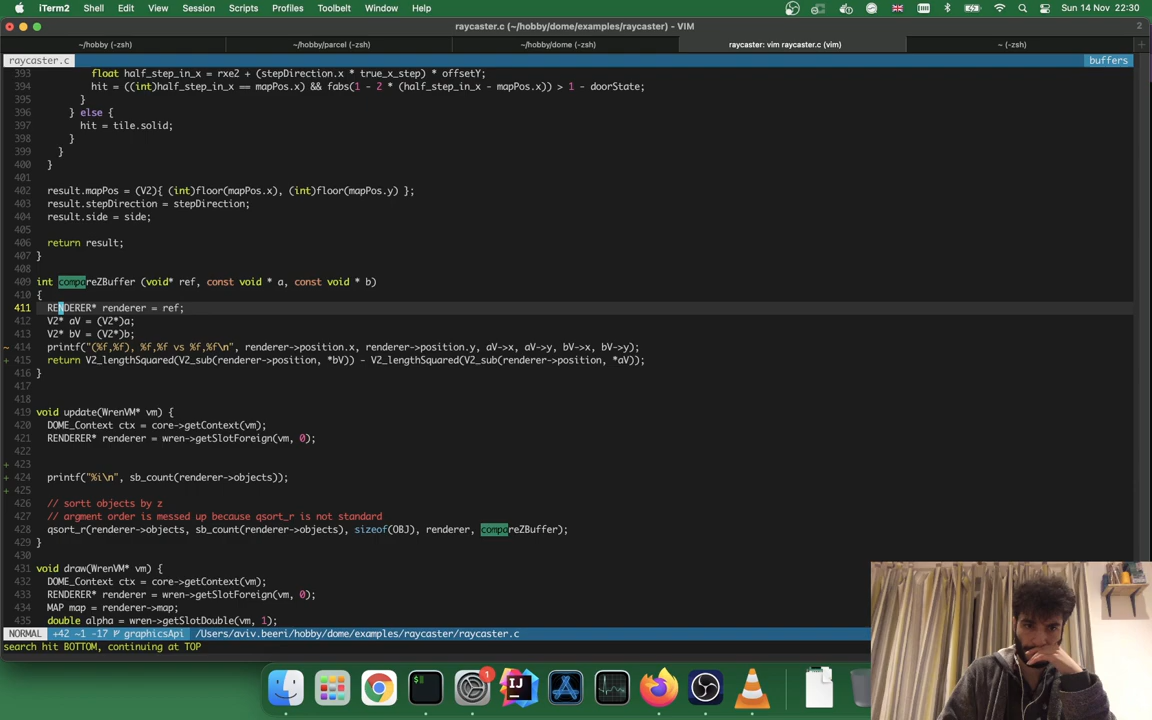 iTerm2 Shell Edit View Session Scripts Profiles Toolbelt Window Help Sun 14 Nov 22:30
raycaster.c (~/hobby/dome/examples/raycaster) - VIM 2
~/hobby (-zsh) ~/hobby/parcel (-zsh) ~/hobby/dome (-zsh) raycaster: vim raycaster.c (vim) ~ (-zsh)
raycaster.c buffers
393 float half_step_in_x = rxe2 + (stepDirection.x * true_x_step) * offsetY;
394 hit = ((int)half_step_in_x == mapPos.x) && fabs(1 - 2 * (half_step_in_x - mapPos.x)) > 1 - doorState;
395 }
396 } else {
397 hit = tile.solid;
398 }
399 }
400 }
401
402 result.mapPos = (V2){ (int)floor(mapPos.x), (int)floor(mapPos.y) };
403 result.stepDirection = stepDirection;
404 result.side = side;
405
406 return result;
407 }
408
409 int compareZBuffer (void* ref, const void * a, const void * b)
410 {
411 RENDERER* renderer = ref;
412 V2* aV = (V2*)a;
413 V2* bV = (V2*)b;
~ 414 printf("(%f,%f), %f,%f vs %f,%f\n", renderer->position.x, renderer->position.y, aV->x, aV->y, bV->x, bV->y);
+ 415 return V2_lengthSquared(V2_sub(renderer->position, *bV)) - V2_lengthSquared(V2_sub(renderer->position, *aV));
416 }
417
418
419 void update(WrenVM* vm) {
420 DOME_Context ctx = core->getContext(vm);
421 RENDERER* renderer = wren->getSlotForeign(vm, 0);
422
+ 423
+ 424 printf("%i\n", sb_count(renderer->objects));
+ 425
426 // sortt objects by z
427 // argment order is messed up because qsort_r is not standard
428 qsort_r(renderer->objects, sb_count(renderer->objects), sizeof(OBJ), renderer, compareZBuffer);
429 }
430
431 void draw(WrenVM* vm) {
432 DOME_Context ctx = core->getContext(vm);
433 RENDERER* renderer = wren->getSlotForeign(vm, 0);
434 MAP map = renderer->map;
435 double alpha = wren->getSlotDouble(vm, 1);
NORMAL +42 ~1 -17 graphicsApi /Users/aviv.beeri/hobby/dome/examples/raycaster/raycaster.c
search hit BOTTOM, continuing at TOP
$
1
IJ